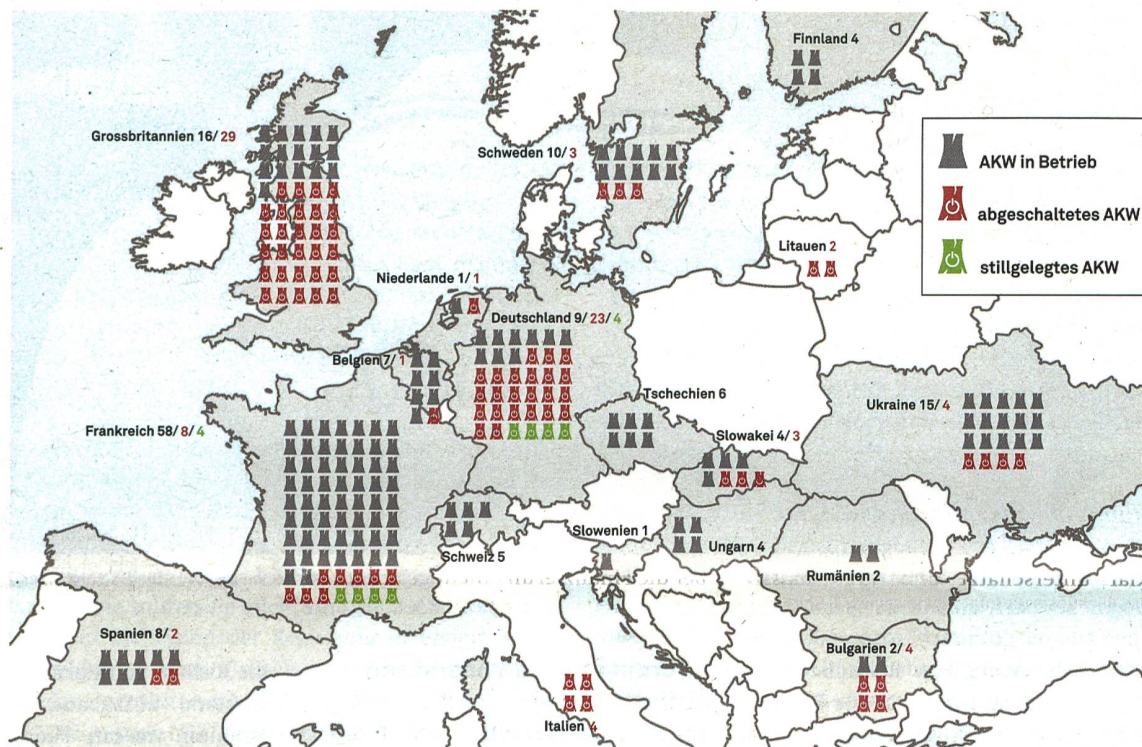 Finnland 4
Grossbritannien 16/ 29
Schweden 10/ 3
AKW in Betrieb
abgeschaltetes AKW
stillgelegtes AKW
Litauen 2
Niederlande 1/ 1
Deutschland 9/ 23/ 4
Belgien 7/ 1
Tschechien 6
Ukraine 15/ 4
Frankreich 58/ 8/ 4
Slowakei 4/ 3
Slowenien 1
Schweiz 5
Ungarn 4
Rumänien 2
Spanien 8/ 2
Bulgarien 2/ 4
Italien 4